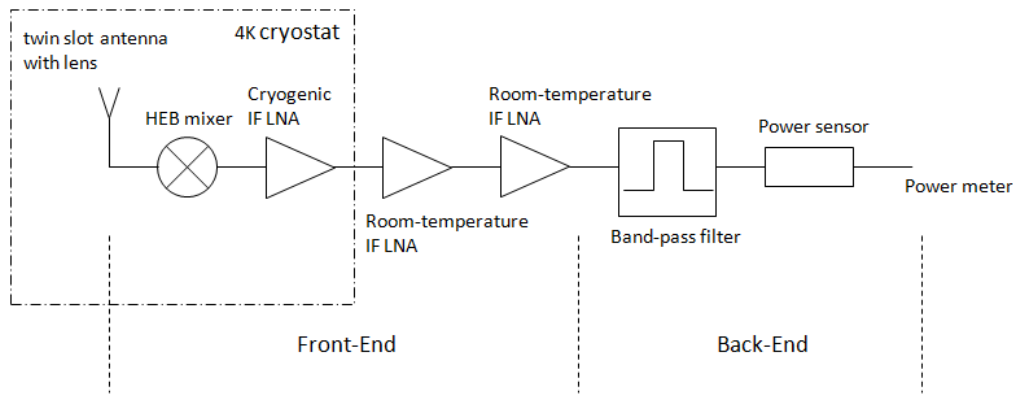 twin slot antenna
with lens
4K cryostat
HEB mixer
Cryogenic
IF LNA
Room-temperature
IF LNA
Room-temperature
IF LNA
Band-pass filter
Power sensor
Power meter
Front-End
Back-End